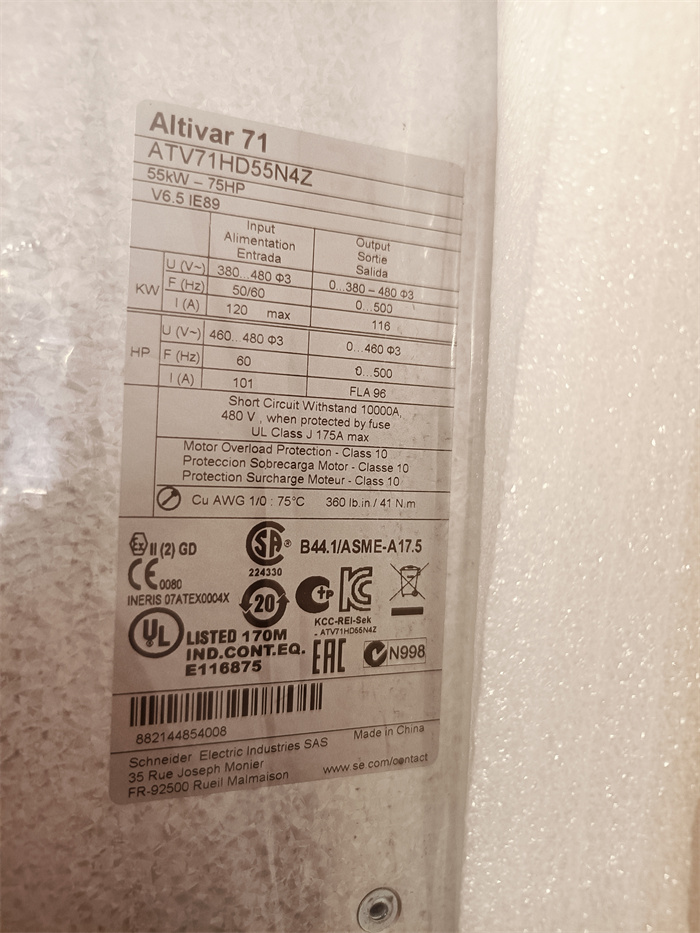 Altivar 71
ATV71HD55N4Z
55kW – 75HP
V6.5 IE89
Input
Alimentation
Entrada
Output
Sortie
Salida
KW
U (V~) 380...480 Φ3 0...380 – 480 Φ3
F (Hz) 50/60 0...500
I (A) 120 max 116
HP
U (V~) 460...480 Φ3 0...460 Φ3
F (Hz) 60 0...500
I (A) 101 FLA 96
Short Circuit Withstand 10000A,
480 V , when protected by fuse
UL Class J 175A max
Motor Overload Protection - Class 10
Proteccion Sobrecarga Motor - Classe 10
Protection Surcharge Moteur - Class 10
Cu AWG 1/0 : 75°C 360 lb.in / 41 N.m
Ex II (2) GD
CE 0080
INERIS 07ATEX0004X
SA ®
224330
B44.1/ASME-A17.5
20
KCC-REI-Sek
- ATV71HD55N4Z
UL LISTED 170M
IND.CONT.EQ.
E116875
EAC
N998
882144854008
Made in China
Schneider Electric Industries SAS
35 Rue Joseph Monier
FR-92500 Rueil Malmaison
www.se.com/contact